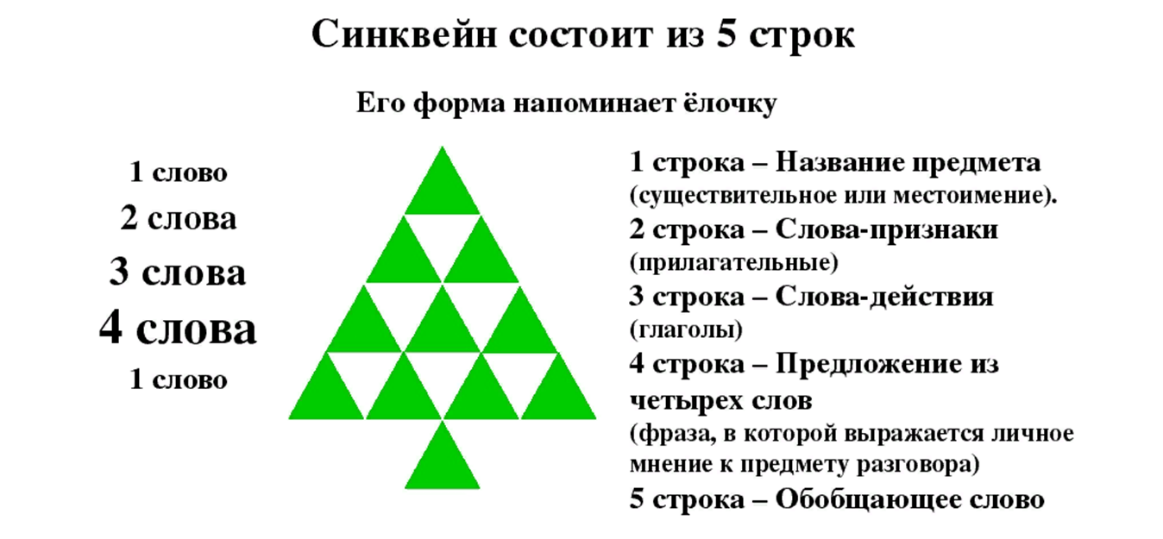 Синквейн состоит из 5 строк
Его форма напоминает ёлочку
1 слово
2 слова
3 слова
4 слова
1 слово
1 строка – Название предмета
(существительное или местоимение).
2 строка – Слова-признаки
(прилагательные)
3 строка – Слова-действия
(глаголы)
4 строка – Предложение из
четырех слов
(фраза, в которой выражается личное
мнение к предмету разговора)
5 строка – Обобщающее слово